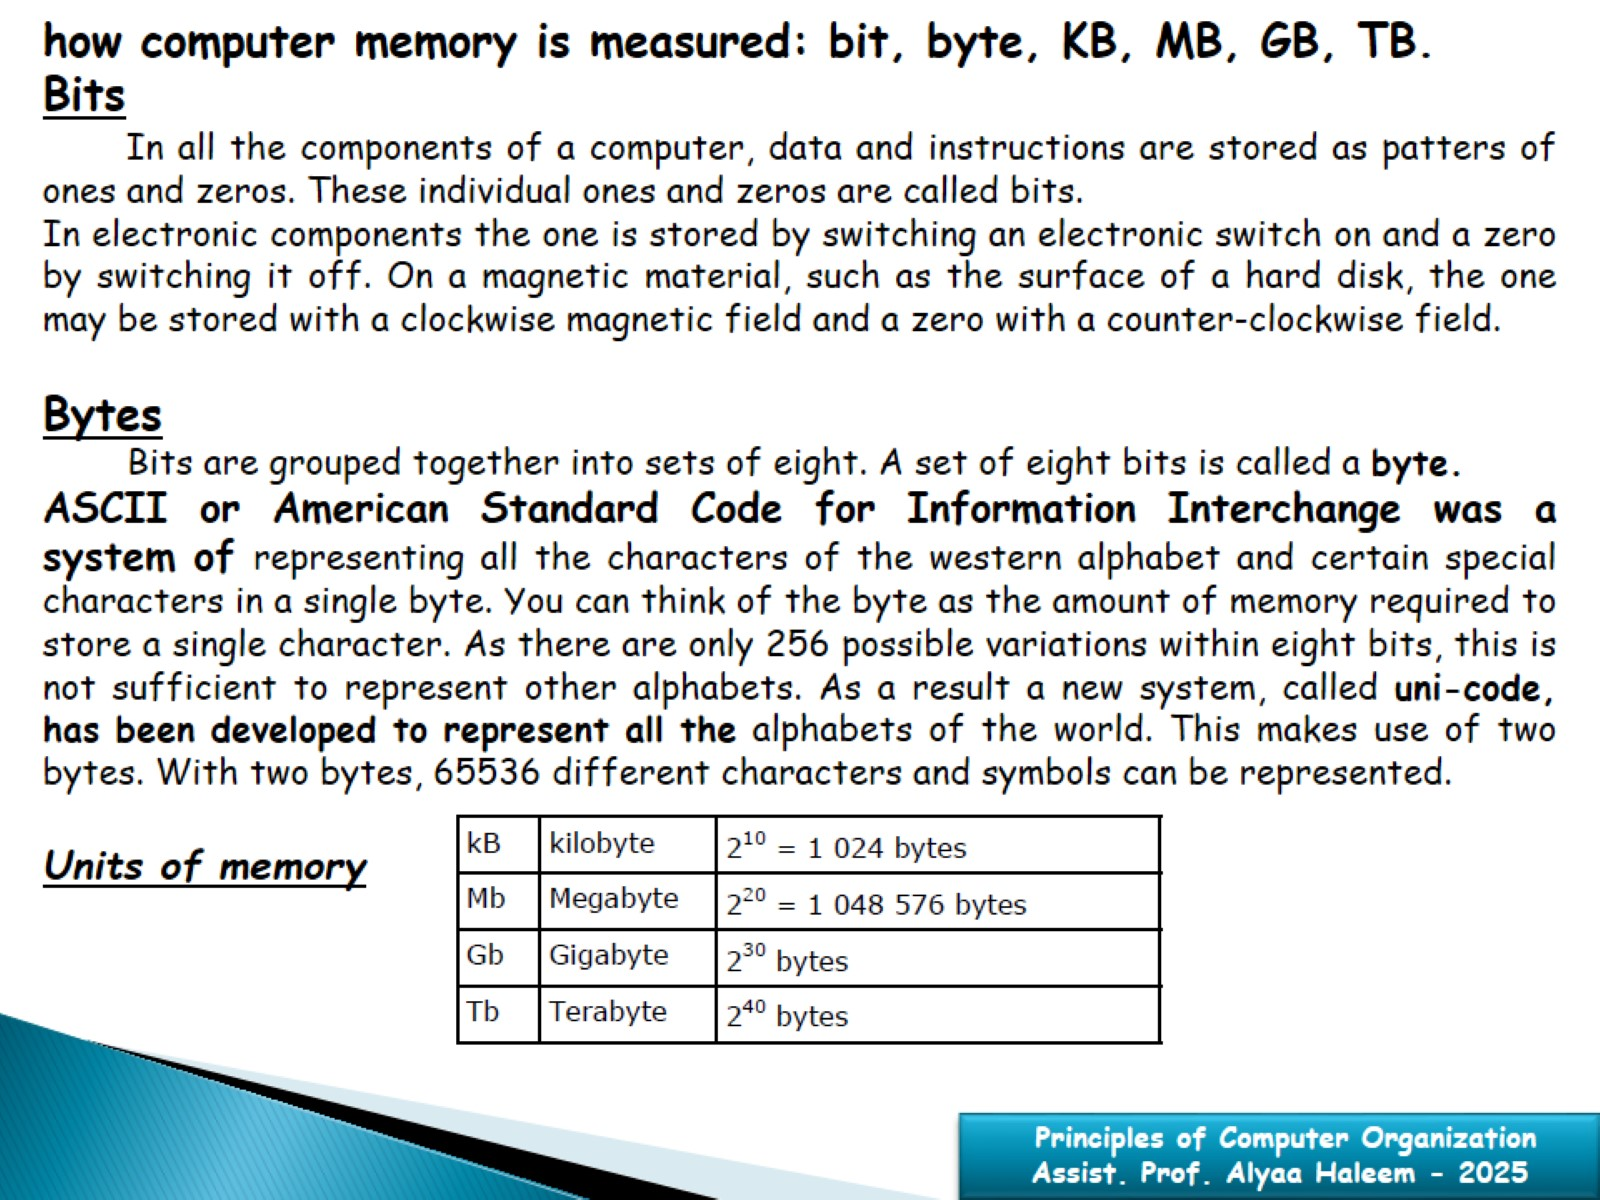 how computer memory is measured: bit, byte, KB, MB, GB, TB.
Bits
In all the components of a computer, data and instructions are stored as patters of
ones and zeros. These individual ones and zeros are called bits.
In electronic components the one is stored by switching an electronic switch on and a zero
by switching it off. On a magnetic material, such as the surface of a hard disk, the one
may be stored with a clockwise magnetic field and a zero with a counter-clockwise field.
Bytes
Bits are grouped together into sets of eight. A set of eight bits is called a byte.
ASCII or American Standard Code for Information Interchange was a
system of representing all the characters of the western alphabet and certain special
characters in a single byte. You can think of the byte as the amount of memory required to
store a single character. As there are only 256 possible variations within eight bits, this is
not sufficient to represent other alphabets. As a result a new system, called uni-code,
has been developed to represent all the alphabets of the world. This makes use of two
bytes. With two bytes, 65536 different characters and symbols can be represented.
Units of memory
kB kilobyte 2¹⁰ = 1 024 bytes
Mb Megabyte 2²⁰ = 1 048 576 bytes
Gb Gigabyte 2³⁰ bytes
Tb Terabyte 2⁴⁰ bytes
Principles of Computer Organization
Assist. Prof. Alyaa Haleem - 2025